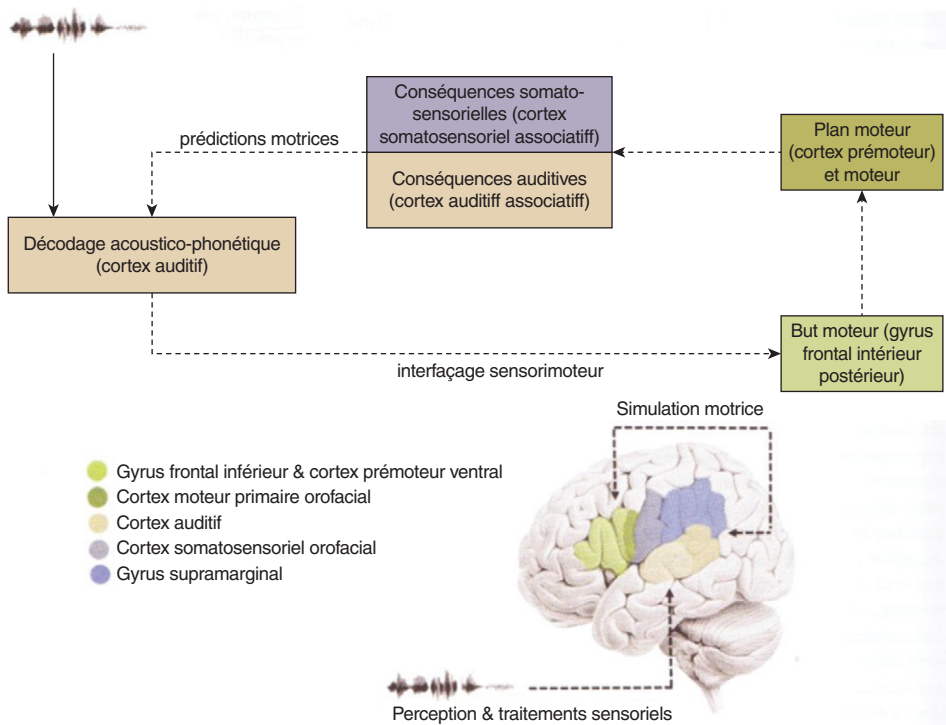 Conséquences somato-
sensorielles (cortex
somatosensoriel associatiff)
prédictions motrices
Conséquences auditives
(cortex auditiff associatiff)
Plan moteur
(cortex prémoteur)
et moteur
Décodage acoustico-phonétique
(cortex auditif)
But moteur (gyrus
frontal intérieur
postérieur)
interfaçage sensorimoteur
Simulation motrice
Gyrus frontal inférieur & cortex prémoteur ventral
Cortex moteur primaire orofacial
Cortex auditif
Cortex somatosensoriel orofacial
Gyrus supramarginal
Perception & traitements sensoriels